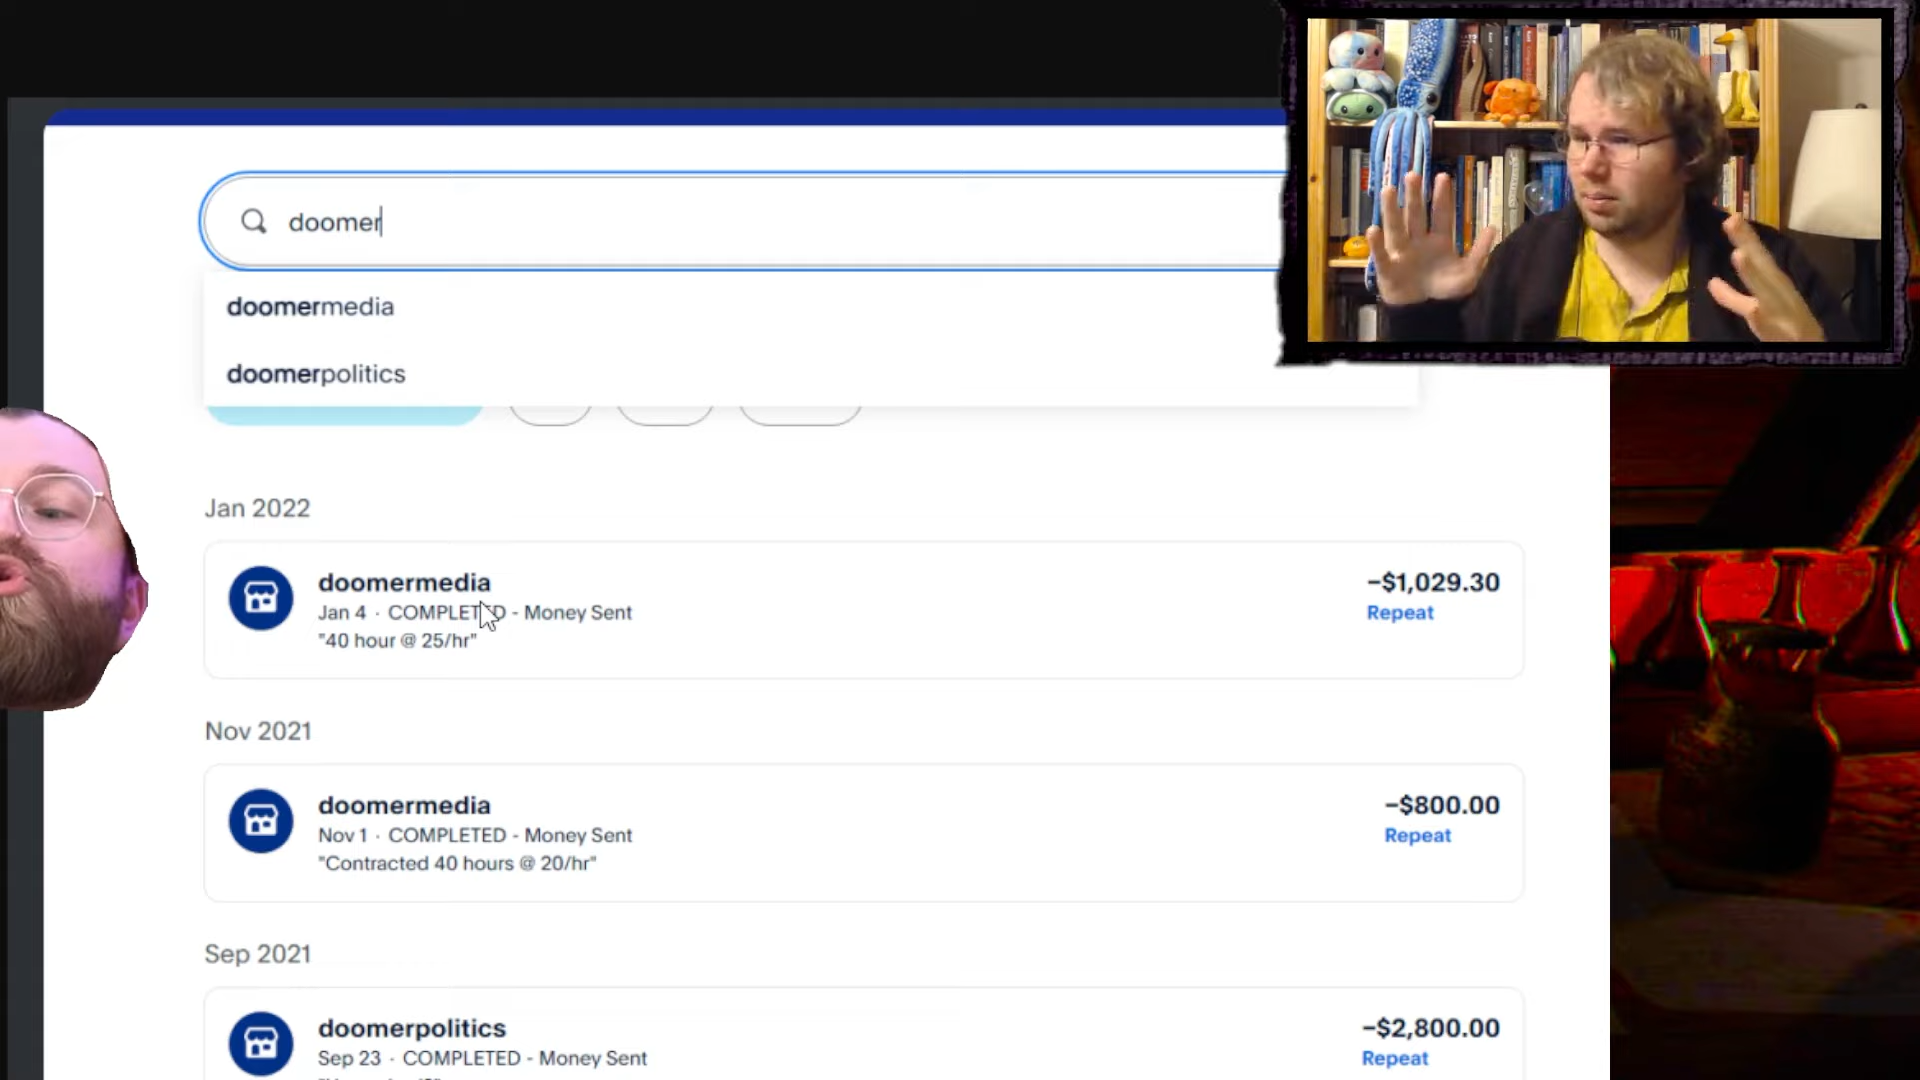 doomer
doomermedia
doomerpolitics
Jan 2022
doomermedia
−$1,029.30
Jan 4 · COMPLETED - Money Sent
Repeat
"40 hour @ 25/hr"
Nov 2021
doomermedia
−$800.00
Nov 1 · COMPLETED - Money Sent
Repeat
"Contracted 40 hours @ 20/hr"
Sep 2021
doomerpolitics
−$2,800.00
Sep 23 · COMPLETED - Money Sent
Repeat